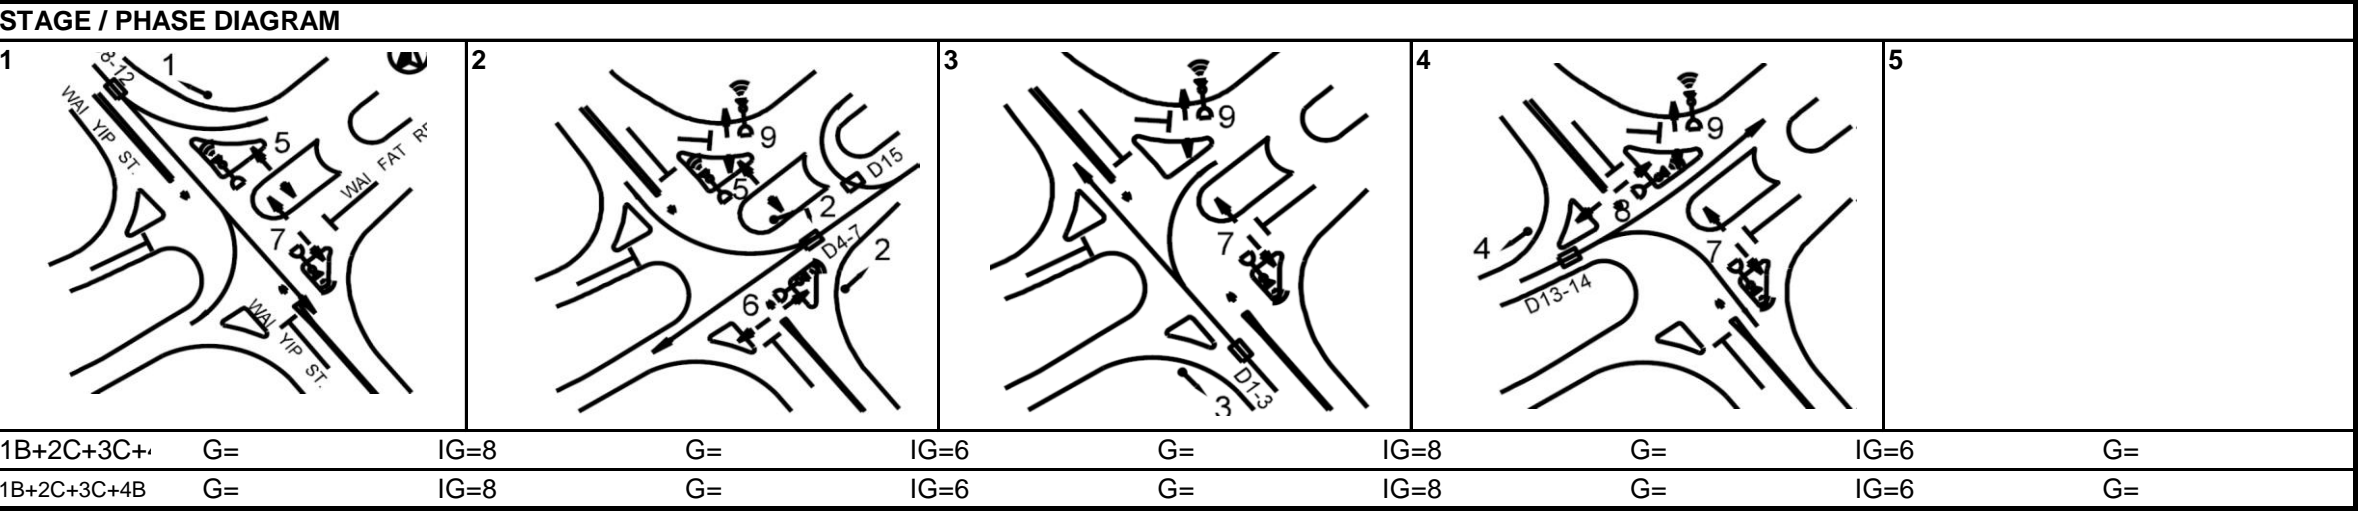 STAGE / PHASE DIAGRAM
1 2 3 4 5
8-12
1
WAI YIP ST.
5
WAI FAT
7
WAI YIP ST.
9
5
D15
2
D4-7
2
6
9
7
D1-3
3
9
8
4
7
D13-14
1B+2C+3C+ G= IG=8 G= IG=6 G= IG=8 G= IG=6 G=
1B+2C+3C+4B G= IG=8 G= IG=6 G= IG=8 G= IG=6 G=